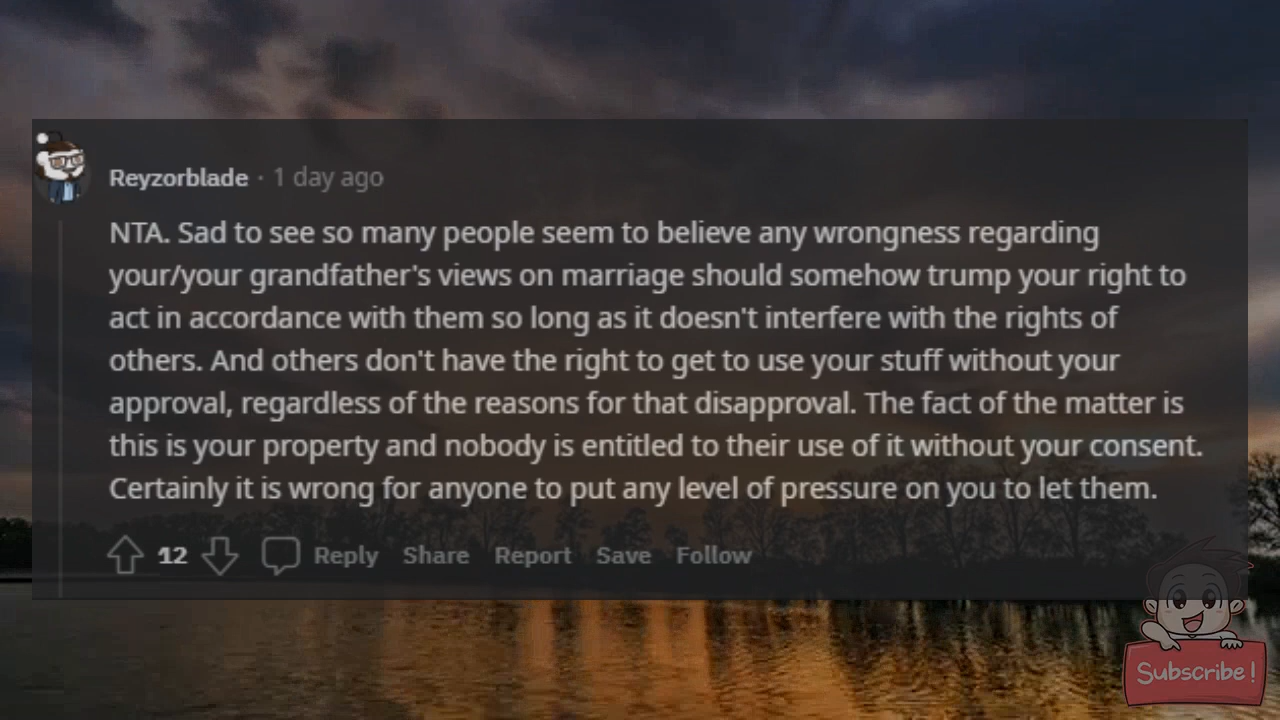 Reyzorblade · 1 day ago
NTA. Sad to see so many people seem to believe any wrongness regarding
your/your grandfather's views on marriage should somehow trump your right to
act in accordance with them so long as it doesn't interfere with the rights of
others. And others don't have the right to get to use your stuff without your
approval, regardless of the reasons for that disapproval. The fact of the matter is
this is your property and nobody is entitled to their use of it without your consent.
Certainly it is wrong for anyone to put any level of pressure on you to let them.
12 Reply Share Report Save Follow
Subscribe!